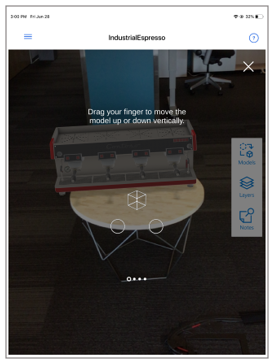 2:00 PM Fri Jun 28
32%
IndustrialEspresso
Drag your finger to move the
model up or down vertically.
Models
Layers
Notes